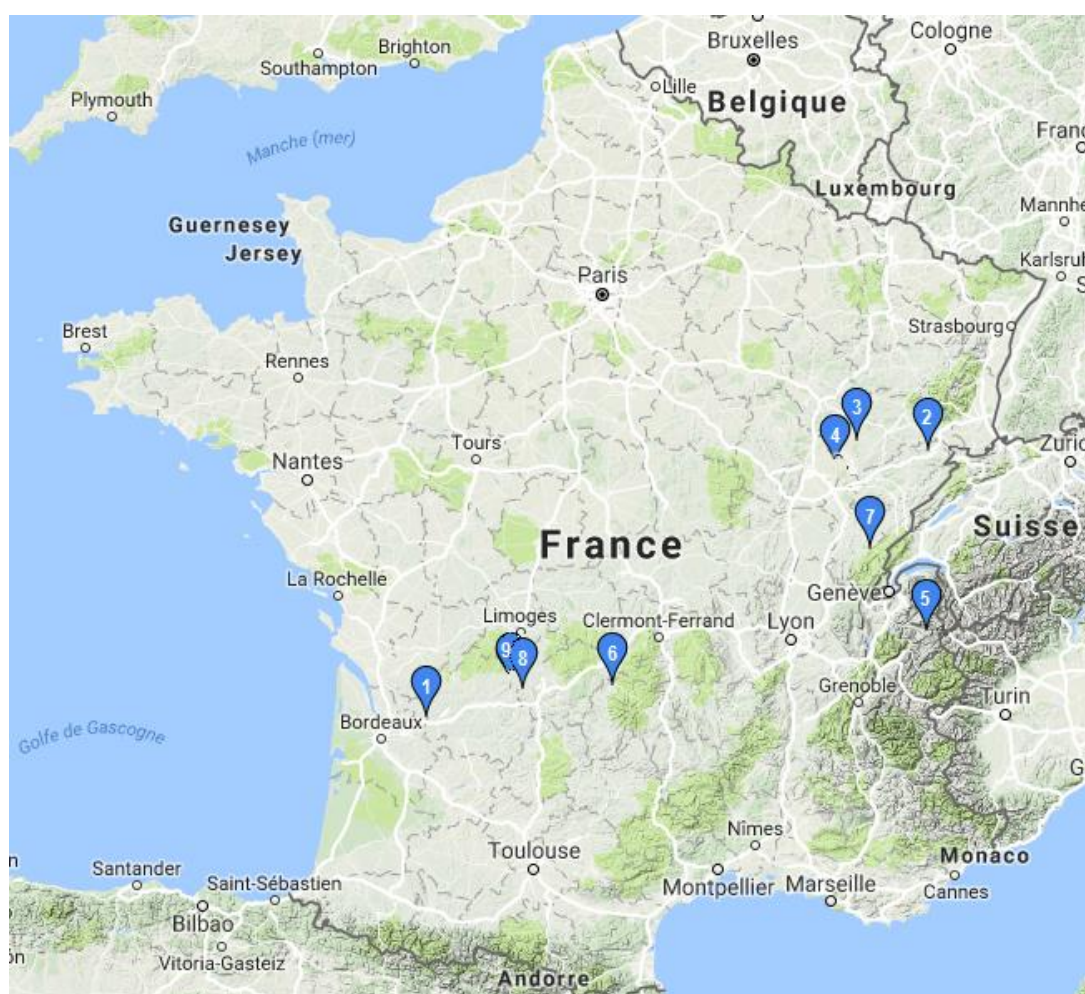 Cologne
Bruxelles
Brighton
Southampton
Lille
Plymouth
Belgique
Manche (mer)
Franc
Luxembourg
Mannhe
Guernesey
Jersey
Karlsruh
Paris
S
Strasbourg
Brest
Rennes
3
2
4
Tours
Zuric
Nantes
7
Suisse
France
La Rochelle
Genève
5
Limoges
Clermont-Ferrand
Lyon
9
8
6
1
Grenoble
Turin
Bordeaux
Golfe de Gascogne
G
Nîmes
Toulouse
Monaco
n
Santander
Saint-Sébastien
Montpellier
Marseille
Cannes
Bilbao
ón
Vitoria-Gasteiz
Andorre